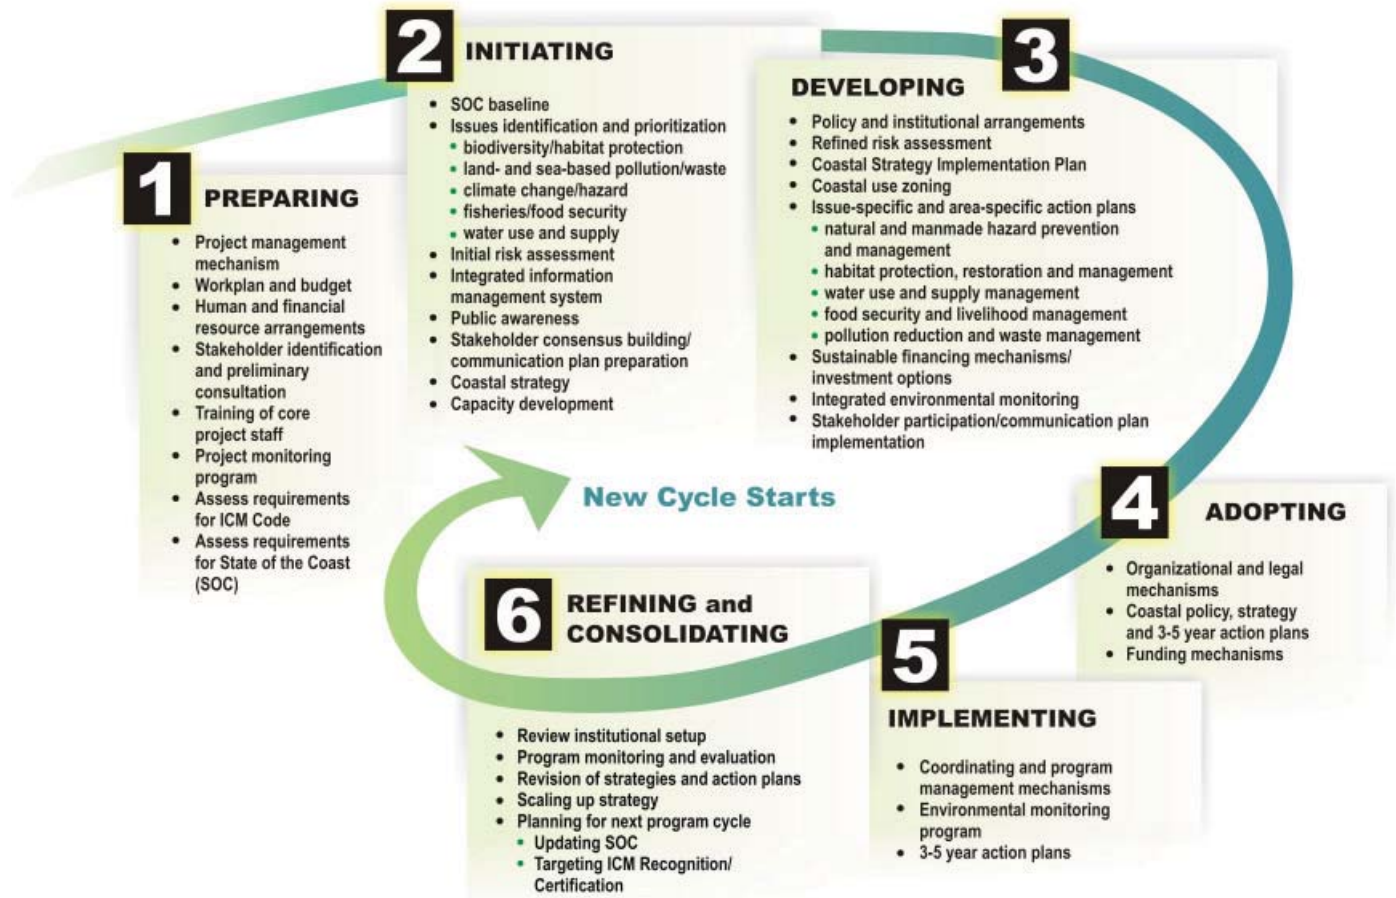 1
PREPARING
• Project management
mechanism
• Workplan and budget
• Human and financial
resource arrangements
• Stakeholder identification
and preliminary
consultation
• Training of core
project staff
• Project monitoring
program
• Assess requirements
for ICM Code
• Assess requirements
for State of the Coast
(SOC)
2
INITIATING
• SOC baseline
• Issues identification and prioritization
• biodiversity/habitat protection
• land- and sea-based pollution/waste
• climate change/hazard
• fisheries/food security
• water use and supply
• Initial risk assessment
• Integrated information
management system
• Public awareness
• Stakeholder consensus building/
communication plan preparation
• Coastal strategy
• Capacity development
3
DEVELOPING
• Policy and institutional arrangements
• Refined risk assessment
• Coastal Strategy Implementation Plan
• Coastal use zoning
• Issue-specific and area-specific action plans
• natural and manmade hazard prevention
and management
• habitat protection, restoration and management
• water use and supply management
• food security and livelihood management
• pollution reduction and waste management
• Sustainable financing mechanisms/
investment options
• Integrated environmental monitoring
• Stakeholder participation/communication plan
implementation
4
ADOPTING
• Organizational and legal
mechanisms
• Coastal policy, strategy
and 3-5 year action plans
• Funding mechanisms
5
IMPLEMENTING
• Coordinating and program
management mechanisms
• Environmental monitoring
program
• 3-5 year action plans
6
REFINING and
CONSOLIDATING
• Review institutional setup
• Program monitoring and evaluation
• Revision of strategies and action plans
• Scaling up strategy
• Planning for next program cycle
• Updating SOC
• Targeting ICM Recognition/
Certification
New Cycle Starts